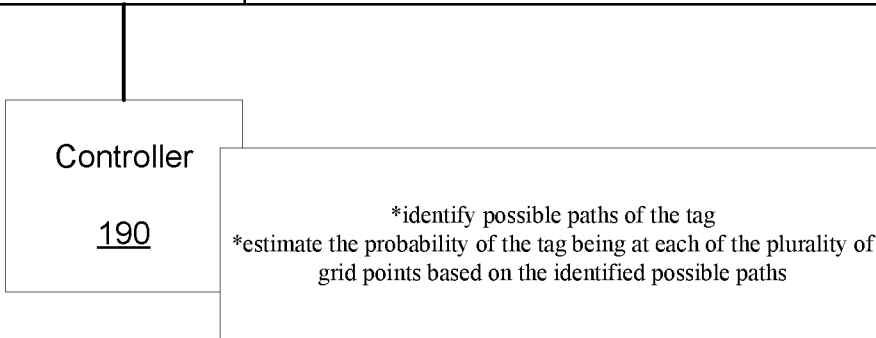 Controller
190
*identify possible paths of the tag
*estimate the probability of the tag being at each of the plurality of
grid points based on the identified possible paths